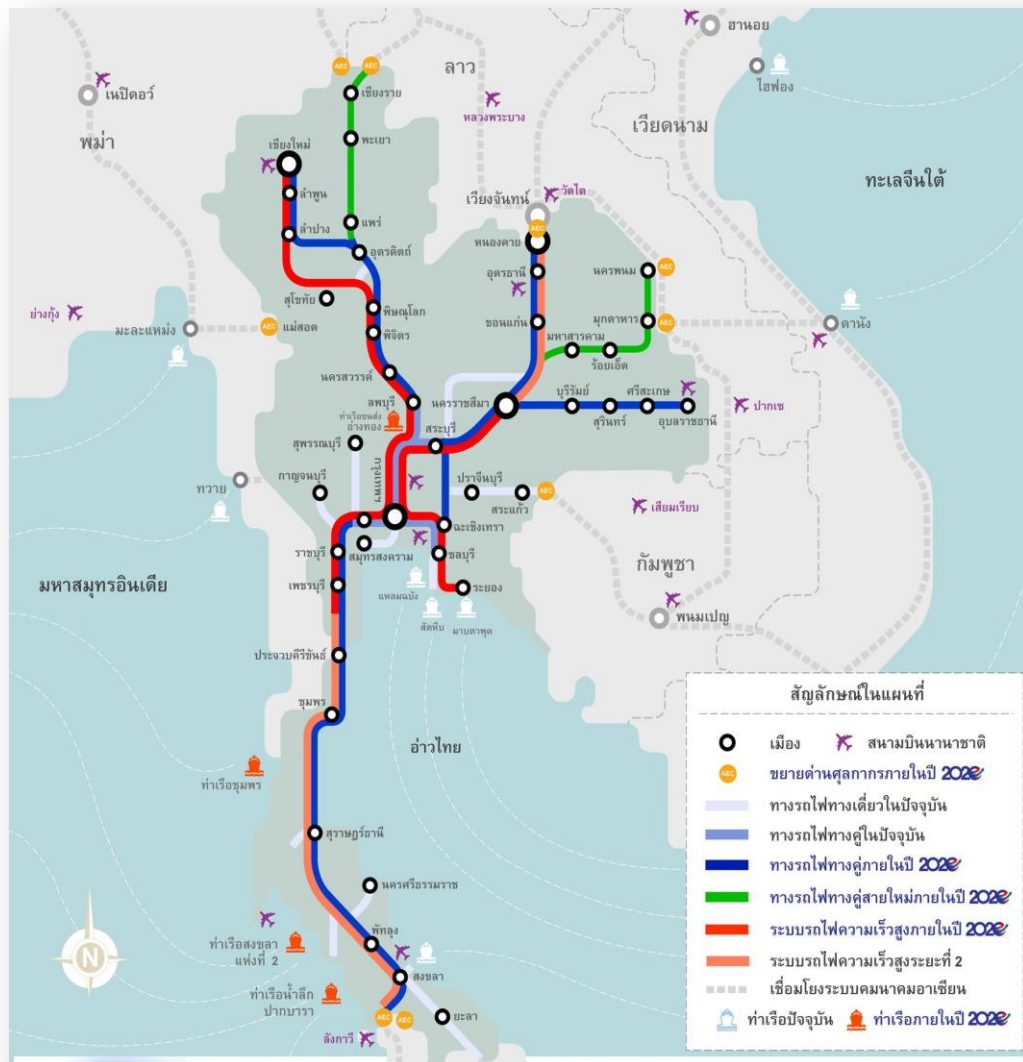 ฮานอย
ลาว
ไฮฟอง
AEC
AEC
เชียงราย
เนปิดอว์
หลวงพระบาง
เวียดนาม
พม่า
พะเยา
เชียงใหม่
ทะเลจีนใต้
ลำพูน
เวียงจันทน์
วัดไต
แพร่
AEC
ลำปาง
หนองคาย
อุตรดิตถ์
อุดรธานี
นครพนม
AEC
สุโขทัย
พิษณุโลก
ขอนแก่น
มุกดาหาร
AEC
ดานัง
ย่างกุ้ง
มะละแหม่ง
AEC
แม่สอด
พิจิตร
มหาสารคาม
ร้อยเอ็ด
นครสวรรค์
บุรีรัมย์
ศรีสะเกษ
ลพบุรี
นครราชสีมา
ปากเซ
ท่าเรือขนส่ง
อ่างทอง
สุรินทร์
อุบลราชธานี
สุพรรณบุรี
สระบุรี
กาญจนบุรี
กรุงเทพฯ
ปราจีนบุรี
ทวาย
สระแก้ว
AEC
เสียมเรียบ
ฉะเชิงเทรา
ราชบุรี
สมุทรสงคราม
ชลบุรี
กัมพูชา
มหาสมุทรอินเดีย
เพชรบุรี
แหลมฉบัง
ระยอง
พนมเปญ
สัตหีบ
มาบตาพุด
ประจวบคีรีขันธ์
ชุมพร
อ่าวไทย
ท่าเรือชุมพร
สุราษฎร์ธานี
นครศรีธรรมราช
ท่าเรือสงขลา
แห่งที่ 2
พัทลุง
สงขลา
ท่าเรือน้ำลึก
ปากบารา
AEC
AEC
ยะลา
ลังกาวี
N
สัญลักษณ์ในแผนที่
เมือง
สนามบินนานาชาติ
AEC
ขยายด่านศุลกากรภายในปี 2020
ทางรถไฟทางเดี่ยวในปัจจุบัน
ทางรถไฟทางคู่ในปัจจุบัน
ทางรถไฟทางคู่ภายในปี 2020
ทางรถไฟทางคู่สายใหม่ภายในปี 2020
ระบบรถไฟความเร็วสูงภายในปี 2020
ระบบรถไฟความเร็วสูงระยะที่ 2
เชื่อมโยงระบบคมนาคมอาเซียน
ท่าเรือปัจจุบัน
ท่าเรือภายในปี 2020